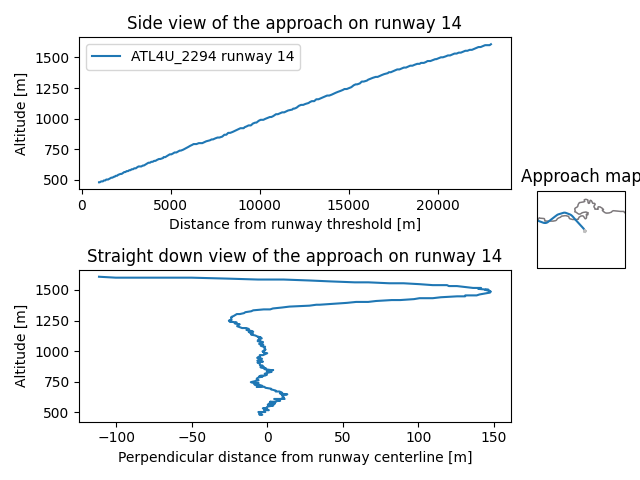 Side view of the approach on runway 14
Altitude [m]
1500
1250
1000
750
500
ATL4U_2294 runway 14
0
5000
10000
15000
20000
Distance from runway threshold [m]
Approach map
Straight down view of the approach on runway 14
Altitude [m]
1500
1250
1000
750
500
−100
−50
0
50
100
150
Perpendicular distance from runway centerline [m]